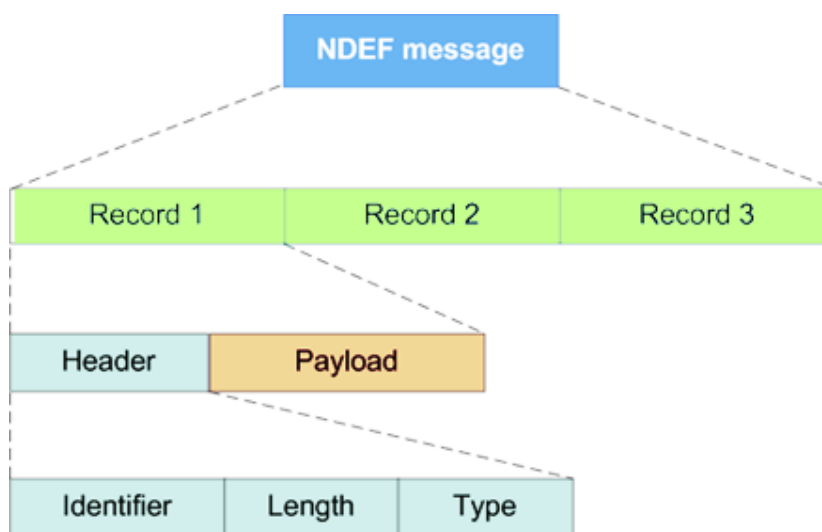 NDEF message
Record 1 Record 2 Record 3
Header Payload
Identifier Length Type